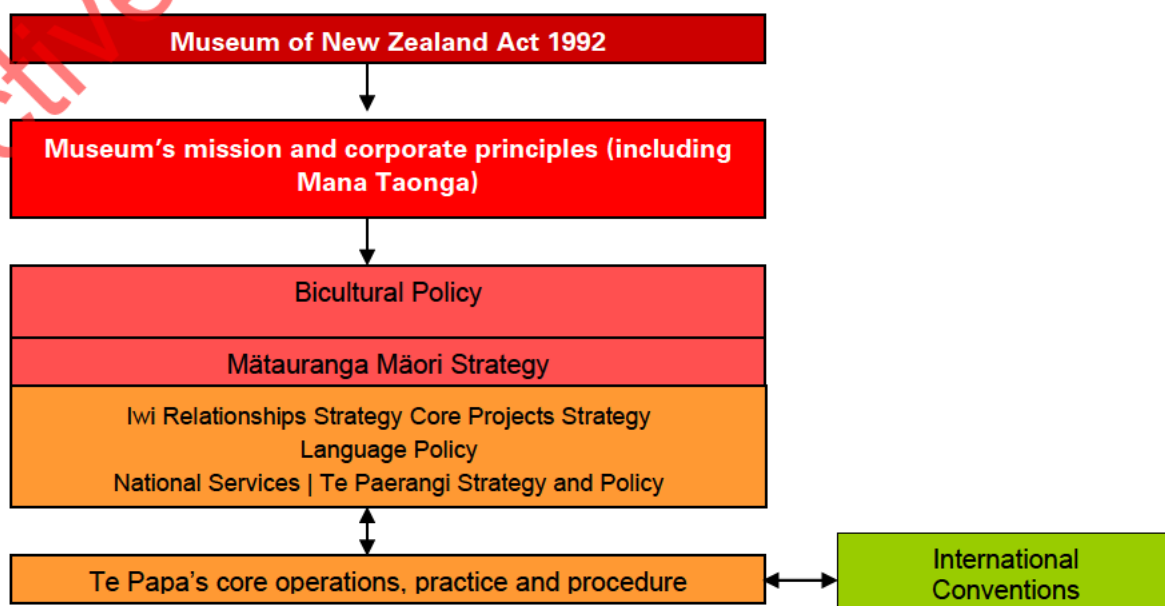 Museum of New Zealand Act 1992
Museum's mission and corporate principles (including
Mana Taonga)
Bicultural Policy
Mätauranga Mäori Strategy
Iwi Relationships Strategy Core Projects Strategy
Language Policy
National Services | Te Paerangi Strategy and Policy
Te Papa's core operations, practice and procedure
International
Conventions